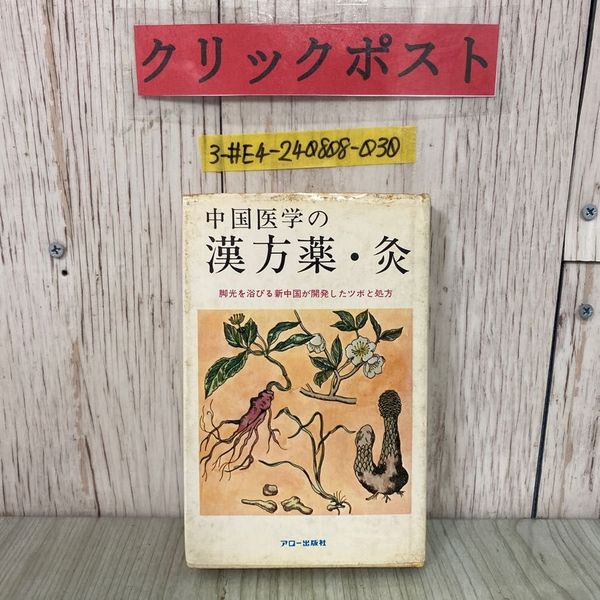 クリックポスト
3-#E4-240808-030
中国医学の
漢方薬・灸
脚光を浴びる新中国が開発したツボと処方
アロー出版社